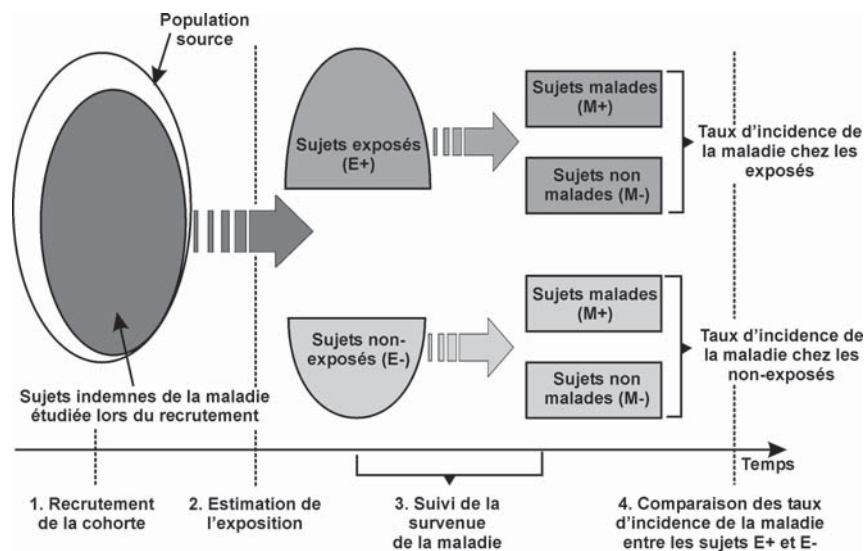 Population
source
Sujets exposés
(E+)
Sujets malades
(M+)
Sujets non
malades (M-)
Taux d'incidence de
la maladie chez les
exposés
Sujets non-
exposés (E-)
Sujets malades
(M+)
Sujets non
malades (M-)
Taux d'incidence de
la maladie chez les
non-exposés
Sujets indemnes de la maladie
étudiée lors du recrutement
Temps
1. Recrutement
de la cohorte
2. Estimation de
l'exposition
3. Suivi de la
survenue
de la maladie
4. Comparaison des taux
d'incidence de la maladie
entre les sujets E+ et E-